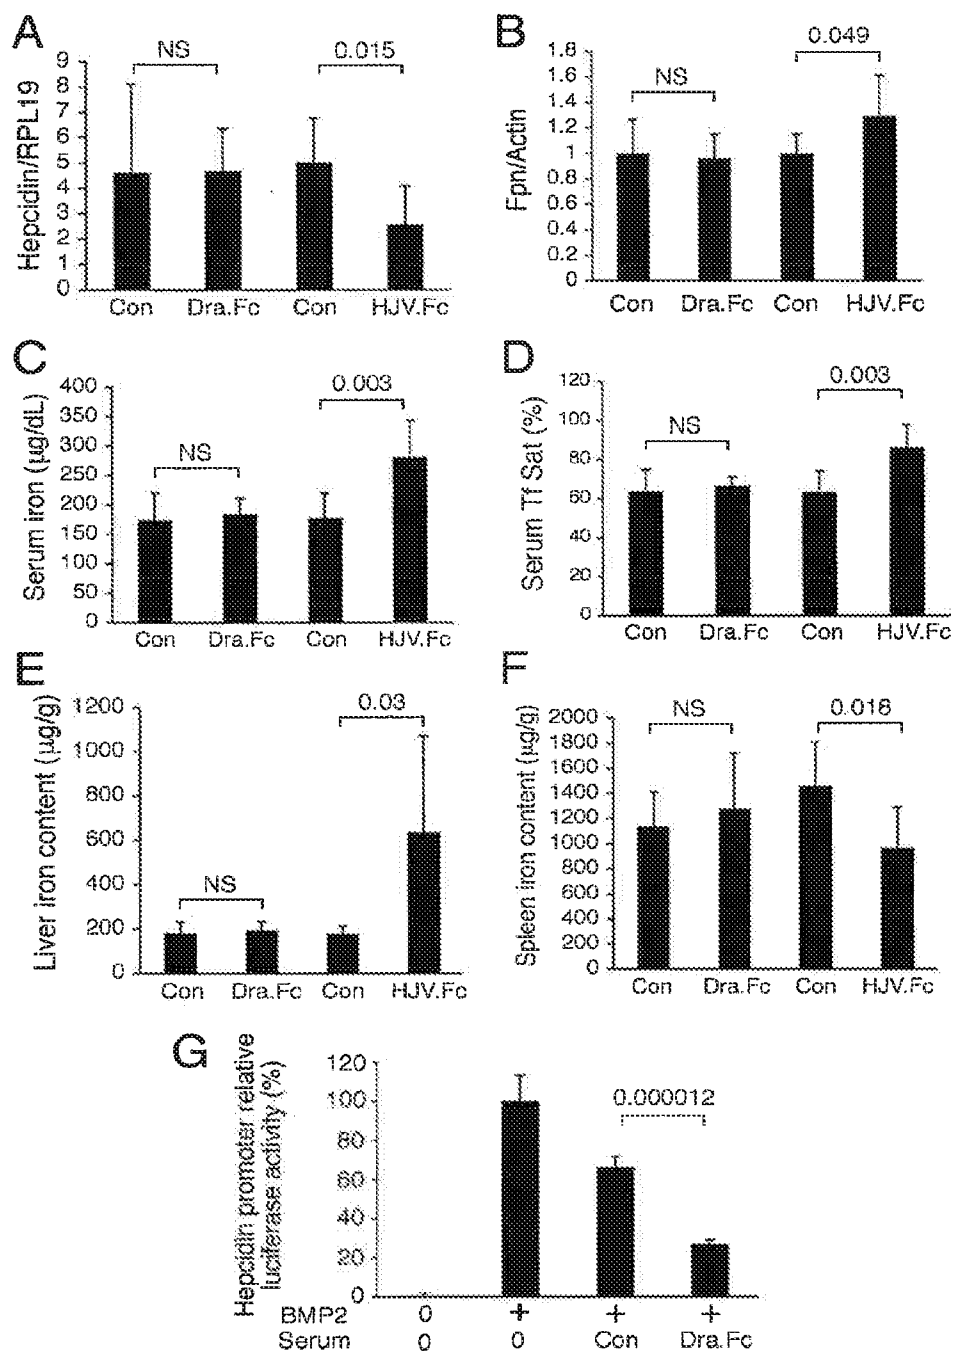 A
Hepcidin/RPL19
9
8
7
6
5
4
3
2
1
0
NS
0.015
Con Dra.Fc Con HJV.Fc
B
Fpn/Actin
1.8
1.6
1.4
1.2
1
0.8
0.6
0.4
0.2
0
NS
0.049
Con Dra.Fc Con HJV.Fc
C
Serum iron (µg/dL)
400
350
300
250
200
150
100
50
0
NS
0.003
Con Dra.Fc Con HJV.Fc
D
Serum Tf Sat (%)
120
100
80
60
40
20
0
NS
0.003
Con Dra.Fc Con HJV.Fc
E
Liver iron content (µg/g)
1200
1000
800
600
400
200
0
NS
0.03
Con Dra.Fc Con HJV.Fc
F
Spleen iron content (µg/g)
2000
1800
1600
1400
1200
1000
800
600
400
200
0
NS
0.016
Con Dra.Fc Con HJV.Fc
G
Hepcidin promoter relative
luciferase activity (%)
120
100
80
60
40
20
0
0.000012
BMP2 0 + + +
Serum 0 0 Con Dra.Fc